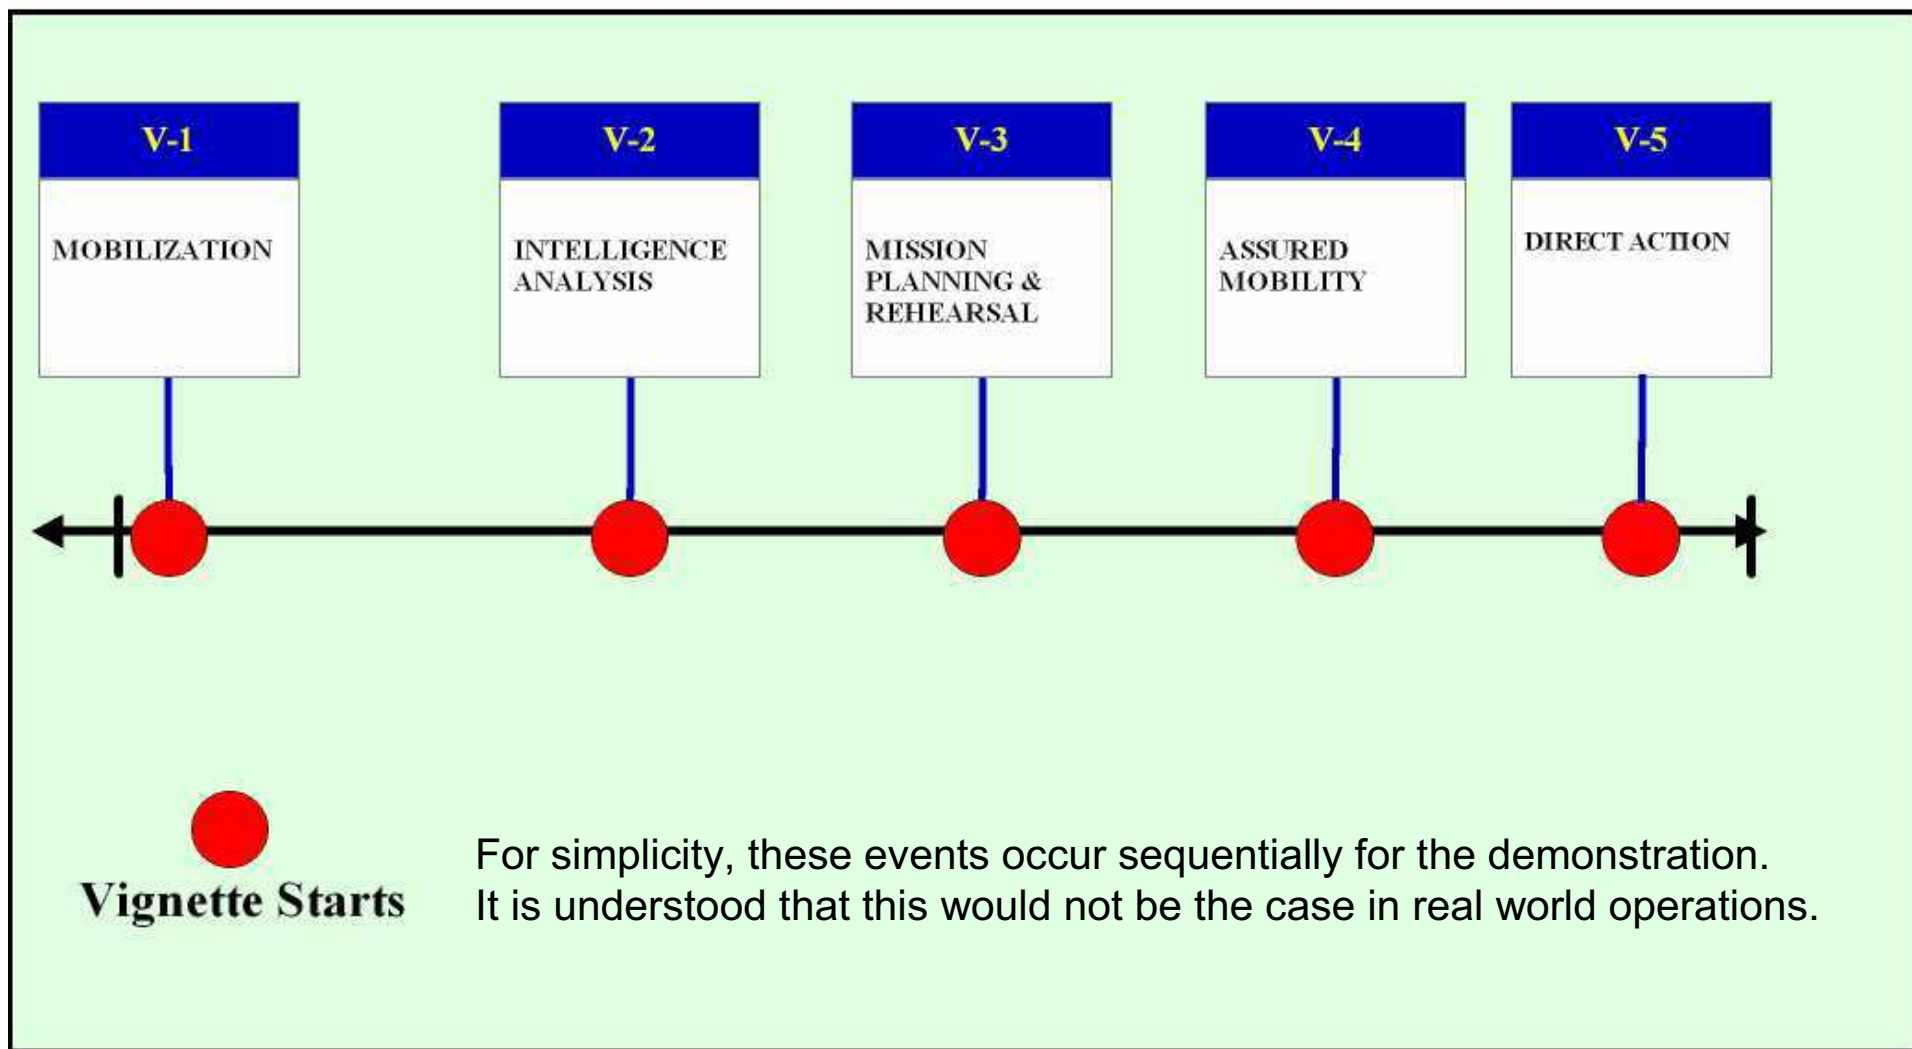 V-1
MOBILIZATION
V-2
INTELLIGENCE
ANALYSIS
V-3
MISSION
PLANNING &
REHEARSAL
V-4
ASSURED
MOBILITY
V-5
DIRECT ACTION
Vignette Starts
For simplicity, these events occur sequentially for the demonstration.
It is understood that this would not be the case in real world operations.